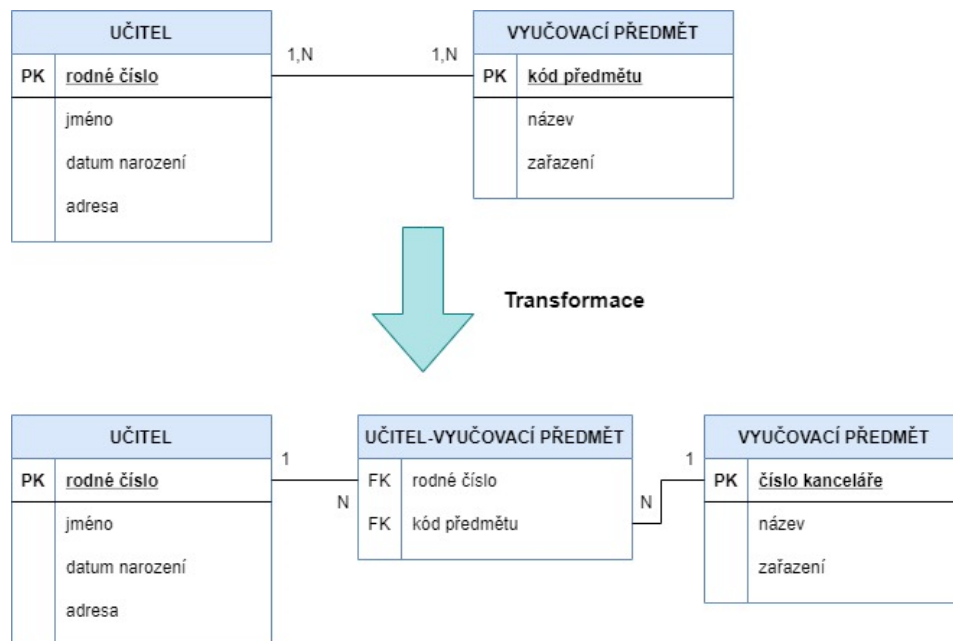 UČITEL
PK rodné číslo
jméno
datum narození
adresa
1,N 1,N
VYUČOVACÍ PŘEDMĚT
PK kód předmětu
název
zařazení
Transformace
UČITEL
PK rodné číslo
jméno
datum narození
adresa
1
N
UČITEL-VYUČOVACÍ PŘEDMĚT
FK rodné číslo
FK kód předmětu
1
N
VYUČOVACÍ PŘEDMĚT
PK číslo kanceláře
název
zařazení